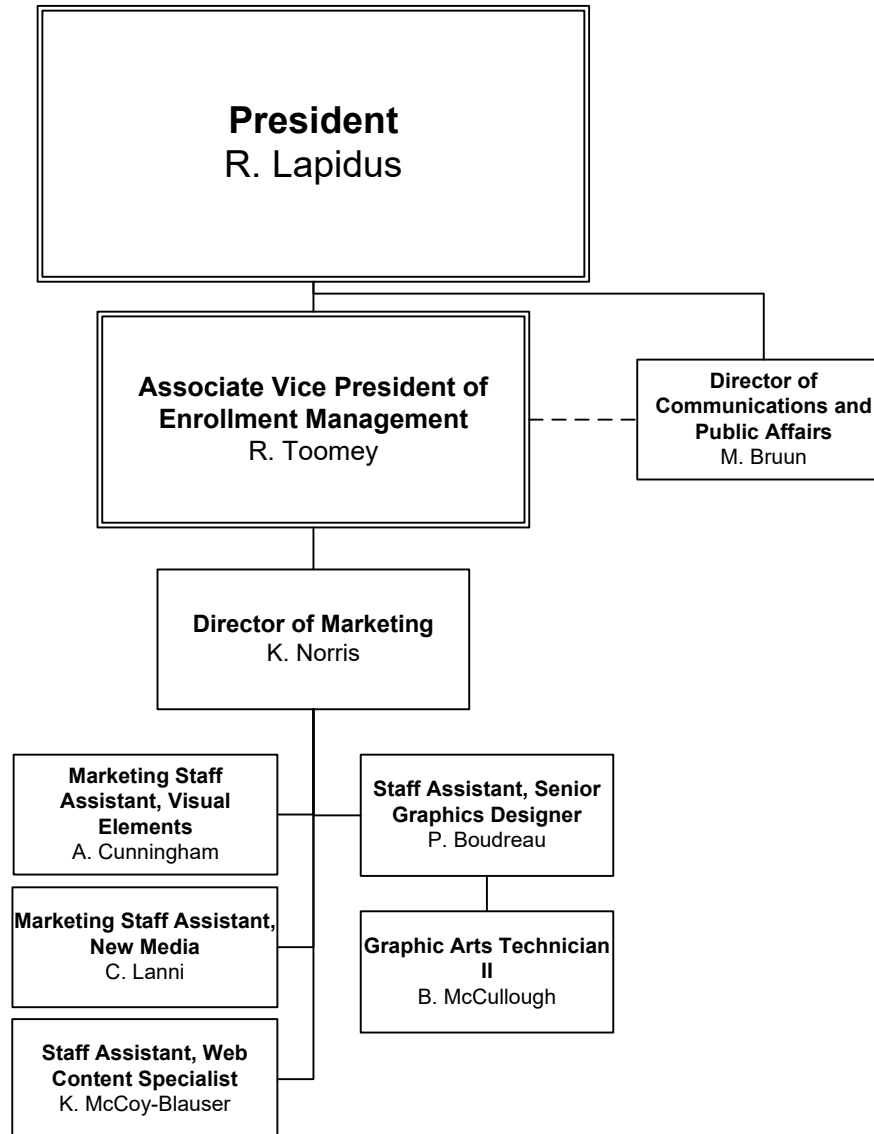 President
R. Lapidus
Associate Vice President of
Enrollment Management
R. Toomey
Director of
Communications and
Public Affairs
M. Bruun
Director of Marketing
K. Norris
Marketing Staff
Assistant, Visual
Elements
A. Cunningham
Staff Assistant, Senior
Graphics Designer
P. Boudreau
Marketing Staff Assistant,
New Media
C. Lanni
Graphic Arts Technician
II
B. McCullough
Staff Assistant, Web
Content Specialist
K. McCoy-Blauser